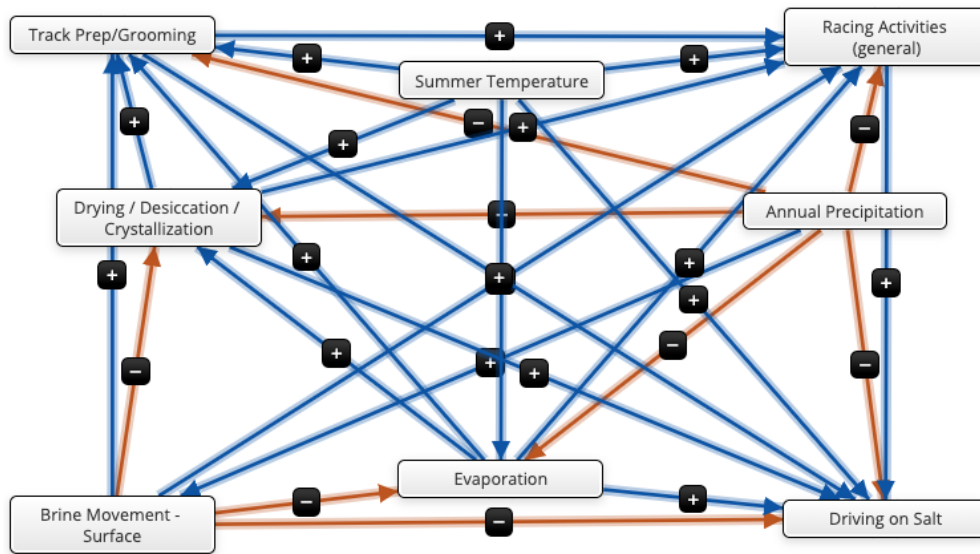 Track Prep/Grooming
+
Racing Activities
(general)
+
+
Summer Temperature
+
−
+
−
+
Drying / Desiccation /
Crystallization
−
Annual Precipitation
+
+
+
+
+
+
−
+
−
+
+
−
Evaporation
−
+
−
Brine Movement -
Surface
Driving on Salt